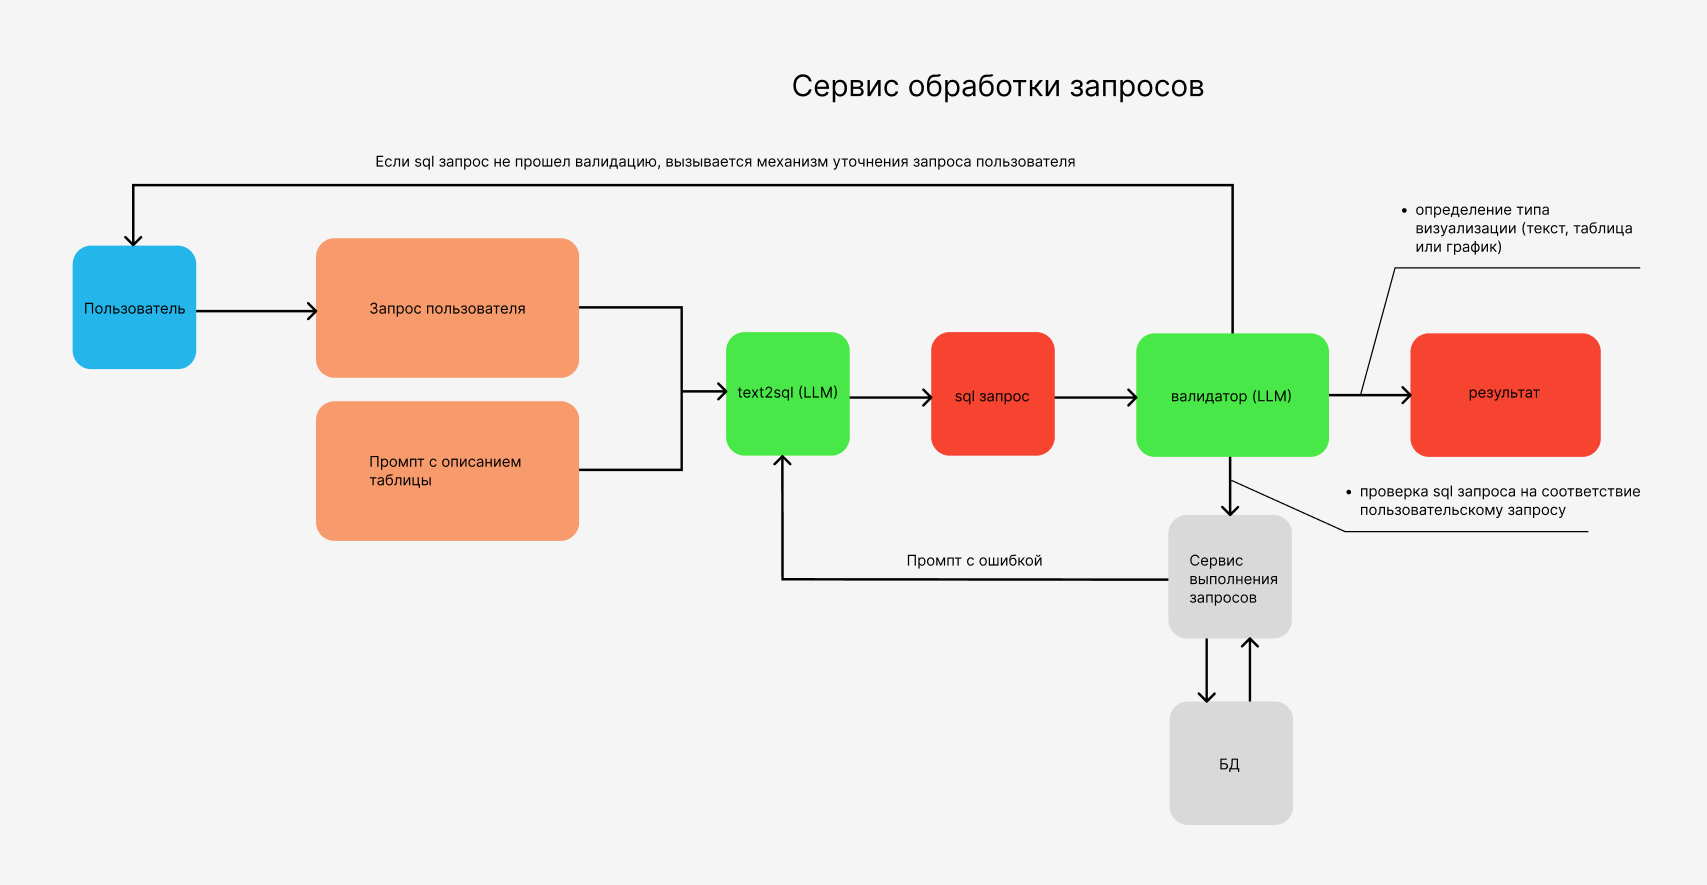 Сервис обработки запросов
Если sql запрос не прошел валидацию, вызывается механизм уточнения запроса пользователя
• определение типа
визуализации (текст, таблица
или график)
Пользователь
Запрос пользователя
text2sql (LLM)
sql запрос
валидатор (LLM)
результат
Промпт с описанием
таблицы
• проверка sql запроса на соответствие
пользовательскому запросу
Промпт с ошибкой
Сервис
выполнения
запросов
БД